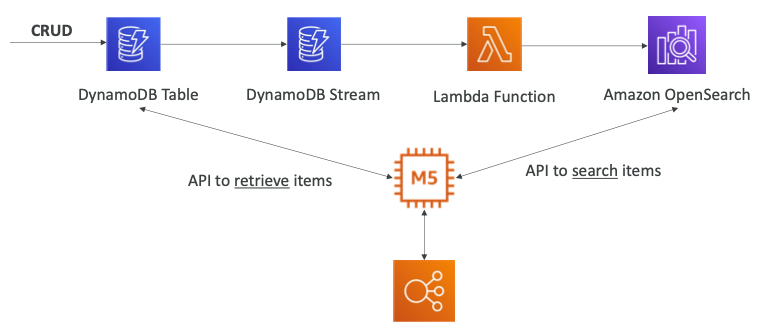 CRUD
DynamoDB Table
DynamoDB Stream
Lambda Function
Amazon OpenSearch
API to retrieve items
M5
API to search items